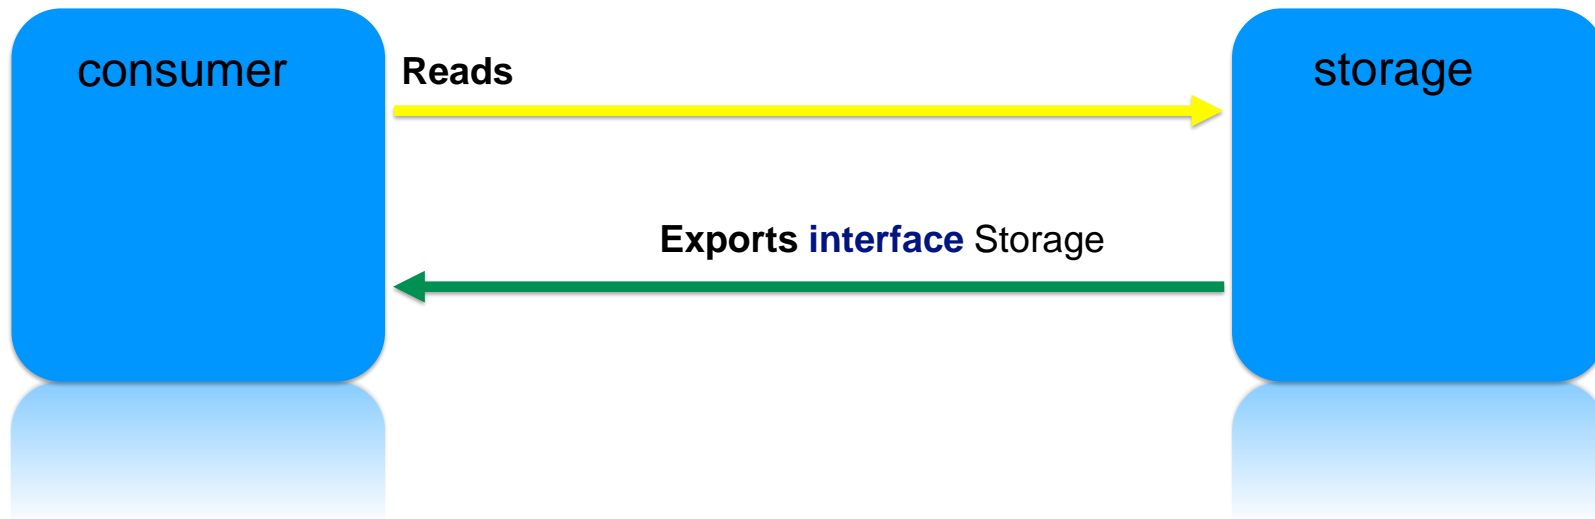 consumer
Reads
storage
Exports interface Storage